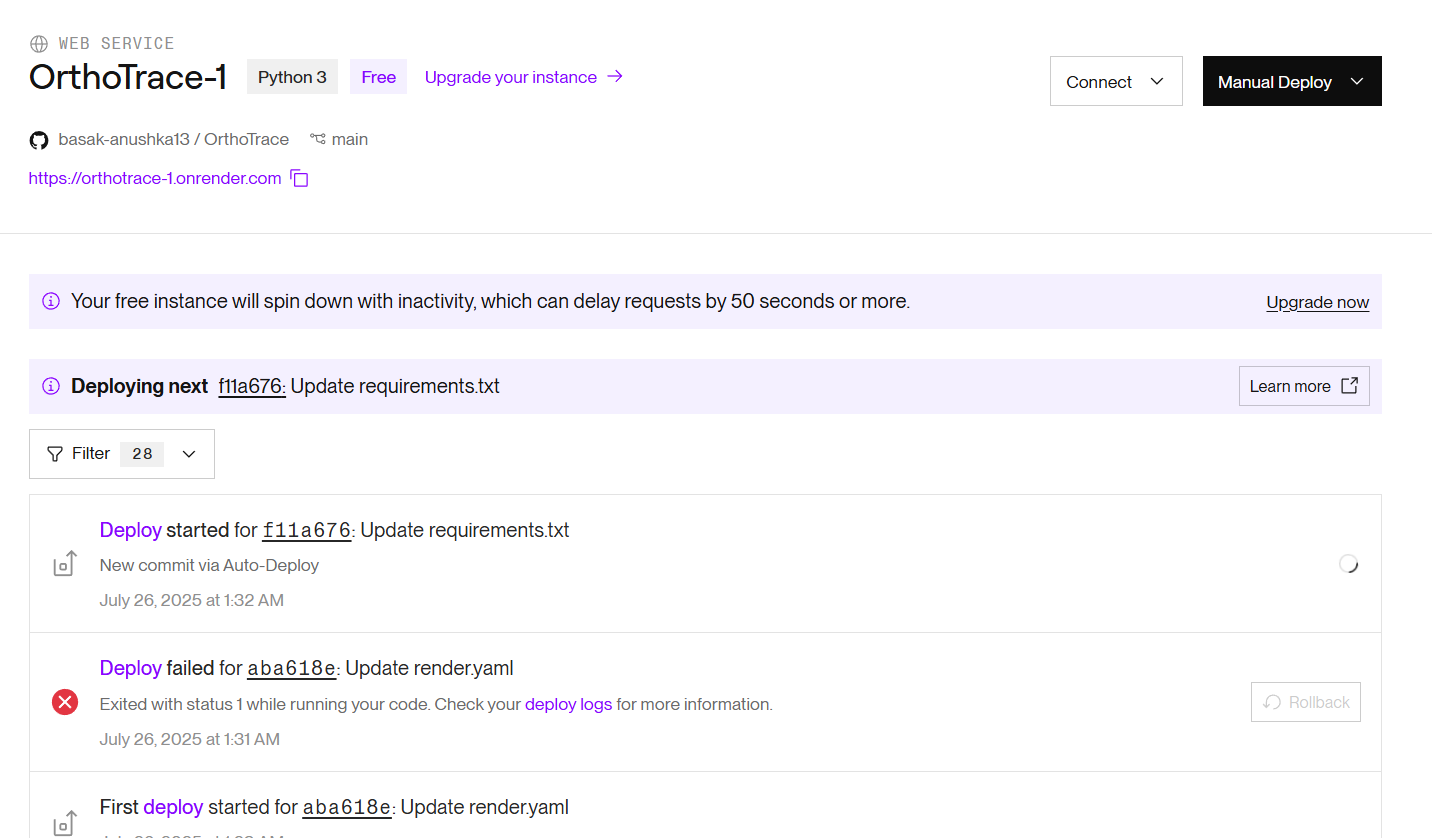 WEB SERVICE
OrthoTrace-1 Python 3 Free Upgrade your instance →
Connect Manual Deploy
basak-anushka13 / OrthoTrace main
https://orthotrace-1.onrender.com
Your free instance will spin down with inactivity, which can delay requests by 50 seconds or more. Upgrade now
Deploying next f11a676: Update requirements.txt Learn more
Filter 28
Deploy started for f11a676: Update requirements.txt
New commit via Auto-Deploy
July 26, 2025 at 1:32 AM
Deploy failed for aba618e: Update render.yaml
Exited with status 1 while running your code. Check your deploy logs for more information.
Rollback
July 26, 2025 at 1:31 AM
First deploy started for aba618e: Update render.yaml